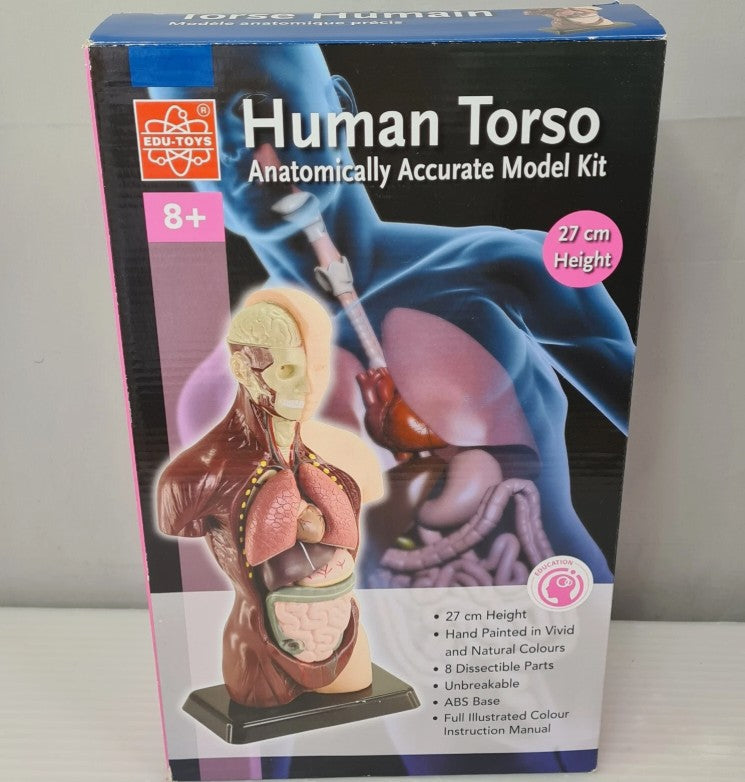 Torse Humain
Modèle anatomique précis
EDU-TOYS
®
Human Torso
Anatomically Accurate Model Kit
8+
27 cm
Height
EDUCATION
• 27 cm Height
• Hand Painted in Vivid
and Natural Colours
• 8 Dissectible Parts
• Unbreakable
• ABS Base
• Full Illustrated Colour
Instruction Manual